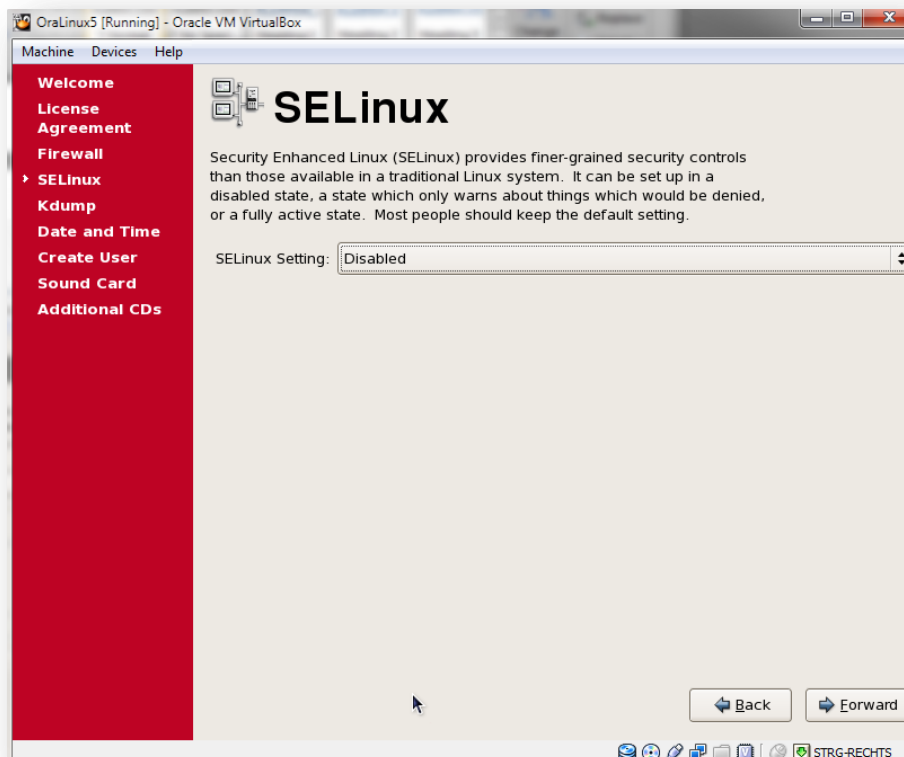 OraLinux5 [Running] - Oracle VM VirtualBox
Machine Devices Help
Welcome
License
Agreement
Firewall
SELinux
Kdump
Date and Time
Create User
Sound Card
Additional CDs
SELinux
Security Enhanced Linux (SELinux) provides finer-grained security controls
than those available in a traditional Linux system. It can be set up in a
disabled state, a state which only warns about things which would be denied,
or a fully active state. Most people should keep the default setting.
SELinux Setting: Disabled
Back Forward
STRG-RECHTS